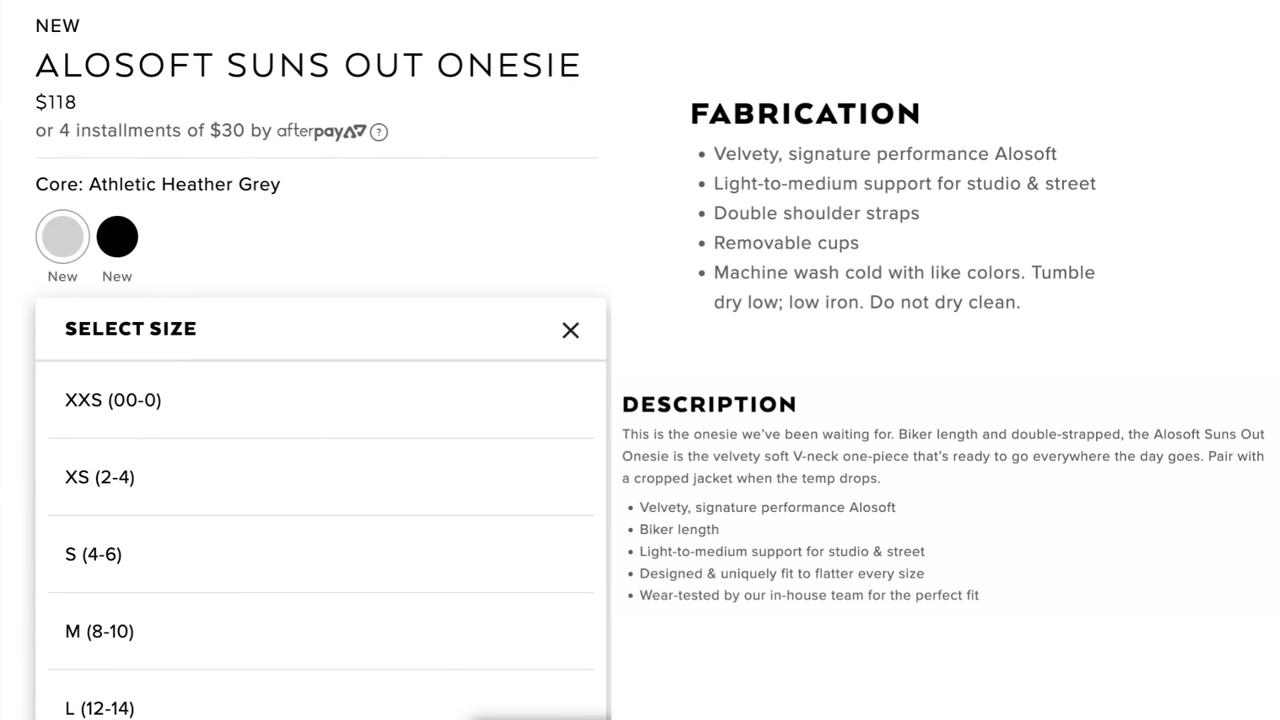 NEW
ALOSOFT SUNS OUT ONESIE
$118
or 4 installments of $30 by afterpay ?
Core: Athletic Heather Grey
New New
SELECT SIZE
XXS (00-0)
XS (2-4)
S (4-6)
M (8-10)
L (12-14)
FABRICATION
• Velvety, signature performance Alosoft
• Light-to-medium support for studio & street
• Double shoulder straps
• Removable cups
• Machine wash cold with like colors. Tumble
dry low; low iron. Do not dry clean.
DESCRIPTION
This is the onesie we've been waiting for. Biker length and double-strapped, the Alosoft Suns Out
Onesie is the velvety soft V-neck one-piece that's ready to go everywhere the day goes. Pair with
a cropped jacket when the temp drops.
• Velvety, signature performance Alosoft
• Biker length
• Light-to-medium support for studio & street
• Designed & uniquely fit to flatter every size
• Wear-tested by our in-house team for the perfect fit